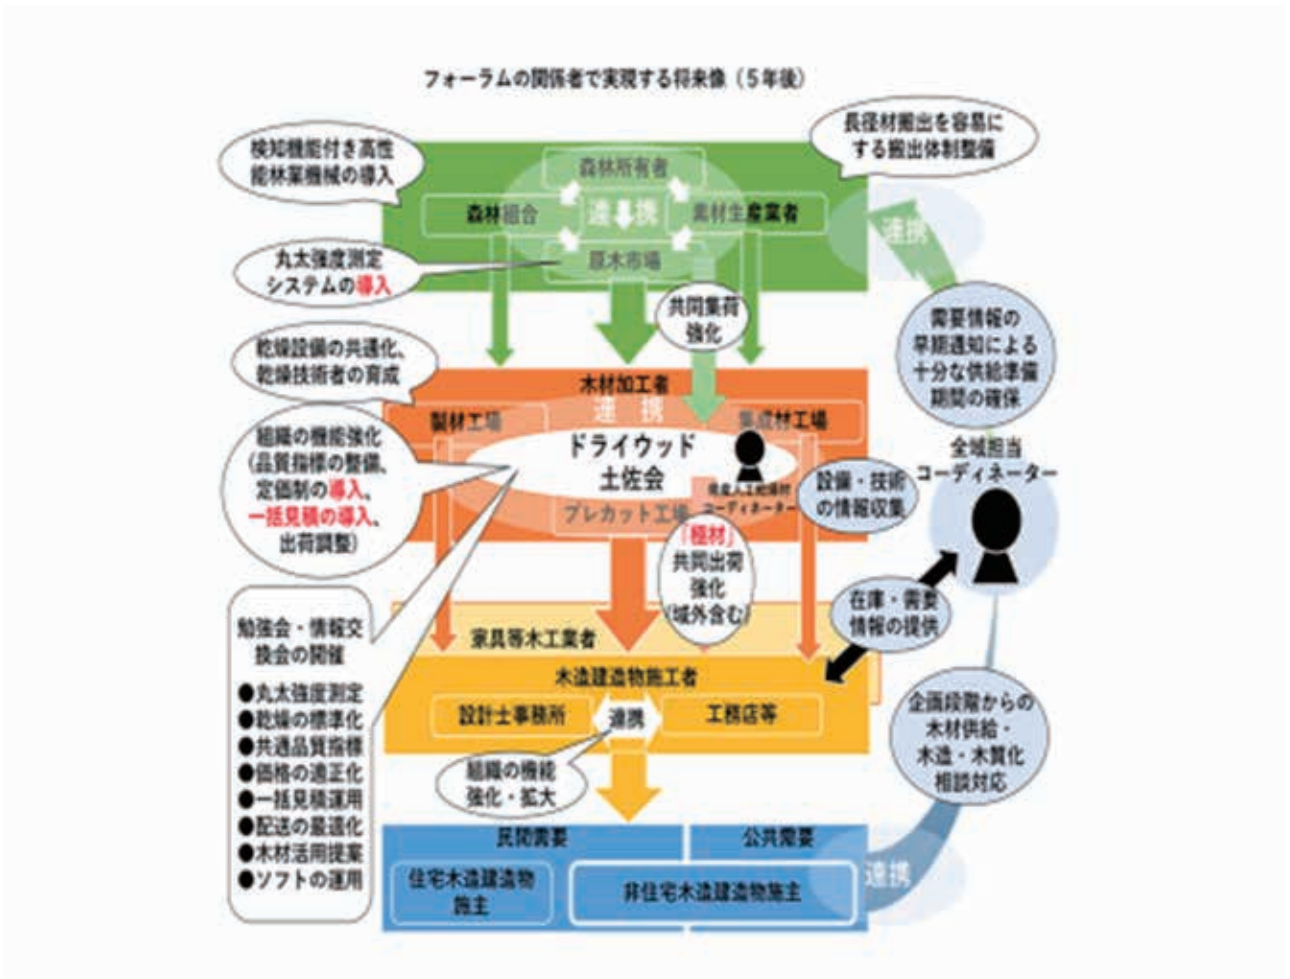 フォーラムの関係者で実現する将来像（５年後）
検知機能付き高性
能林業機械の導入
長径材搬出を容易に
する搬出体制整備
森林所有者
森林組合
連 携
素材生産業者
原木市場
連携
丸太強度測定
システムの導入
共同集荷
強化
需要情報の
早期通知による
十分な供給準備
期間の確保
乾燥設備の共通化、
乾燥技術者の育成
木材加工者
連 携
製材工場
集成材工場
ドライウッド
土佐会
コーディネーター
プレカット工場
組織の機能強化
（品質指標の整備、
定価制の導入、
一括見積の導入、
出荷調整）
設備・技術
の情報収集
全域担当
コーディネーター
「極材」
共同出荷
強化
（域外含む）
在庫・需要
情報の提供
勉強会・情報交
換会の開催
●丸太強度測定
●乾燥の標準化
●共通品質指標
●価格の適正化
●一括見積運用
●配送の最適化
●木材活用提案
●ソフトの運用
家具等木工業者
木造建造物施工者
設計士事務所
連携
工務店等
組織の機能
強化・拡大
企画段階からの
木材供給・
木造・木質化
相談対応
民間需要
公共需要
住宅木造建造物
施主
非住宅木造建造物施主
連携